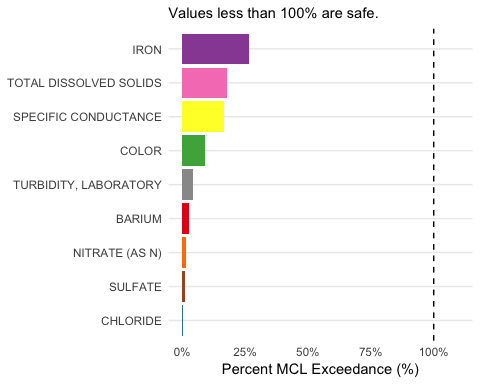 Values less than 100% are safe.
IRON
TOTAL DISSOLVED SOLIDS
SPECIFIC CONDUCTANCE
COLOR
TURBIDITY, LABORATORY
BARIUM
NITRATE (AS N)
SULFATE
CHLORIDE
0% 25% 50% 75% 100%
Percent MCL Exceedance (%)